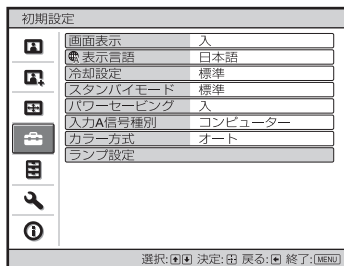 初期設定
画面表示 入
表示言語 日本語
冷却設定 標準
スタンバイモード 標準
パワーセービング 入
入力A信号種別 コンピューター
カラー方式 オート
ランプ設定
選択: 決定: 戻る: 終了:MENU